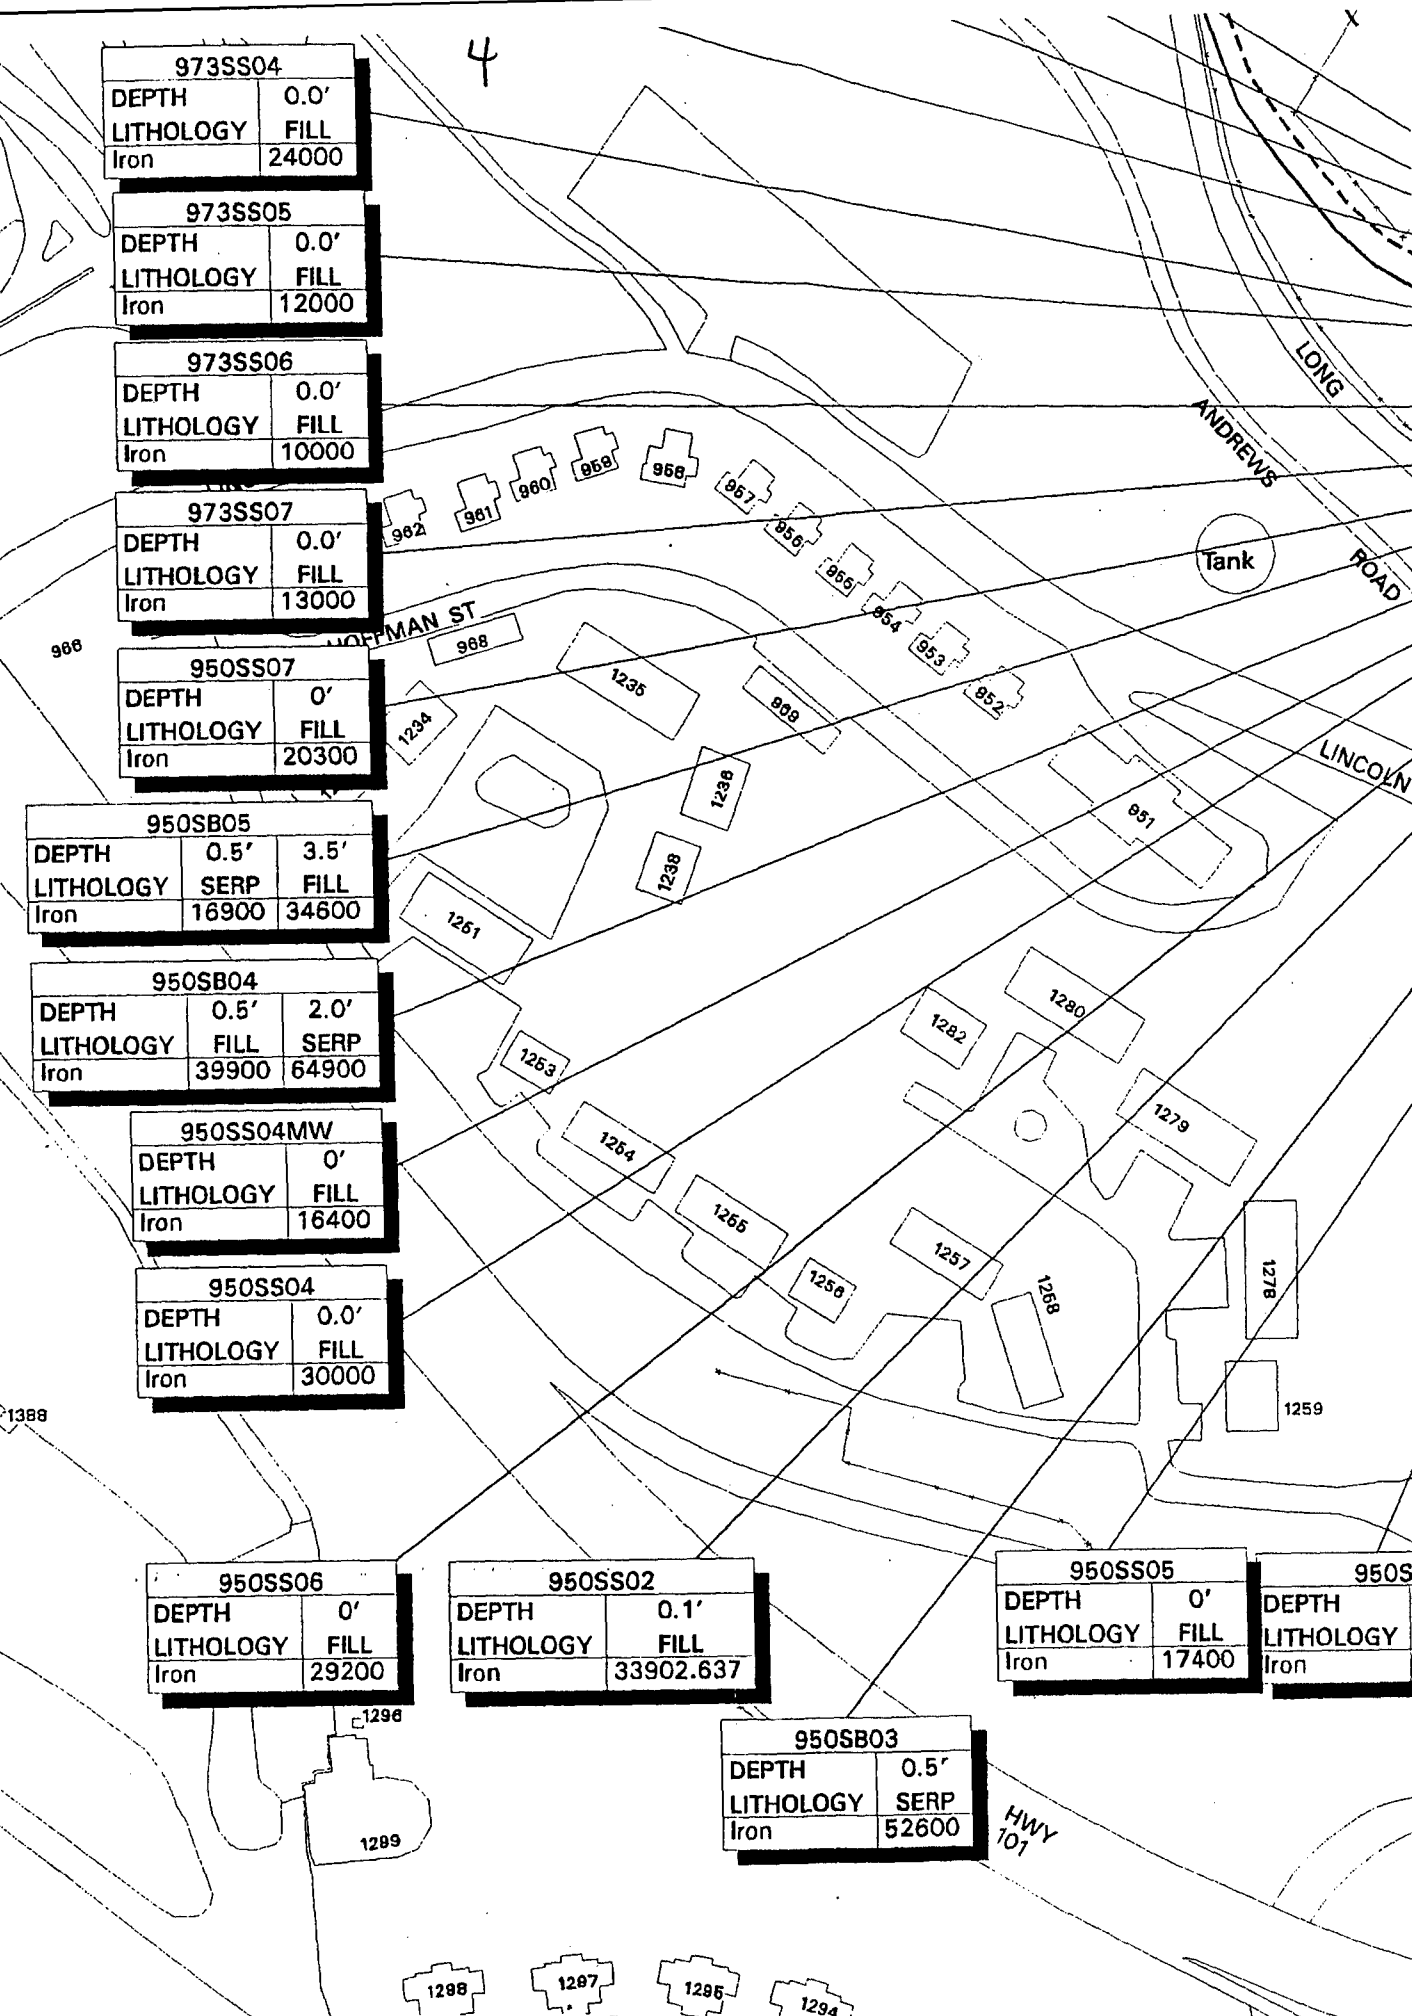 4
X
973SS04
DEPTH 0.0′
LITHOLOGY FILL
Iron 24000
973SS05
DEPTH 0.0′
LITHOLOGY FILL
Iron 12000
973SS06
DEPTH 0.0′
LITHOLOGY FILL
Iron 10000
973SS07
DEPTH 0.0′
LITHOLOGY FILL
Iron 13000
950SS07
DEPTH 0′
LITHOLOGY FILL
Iron 20300
950SB05
DEPTH 0.5′ 3.5′
LITHOLOGY SERP FILL
Iron 16900 34600
950SB04
DEPTH 0.5′ 2.0′
LITHOLOGY FILL SERP
Iron 39900 64900
950SS04MW
DEPTH 0′
LITHOLOGY FILL
Iron 16400
950SS04
DEPTH 0.0′
LITHOLOGY FILL
Iron 30000
LONG
ANDREWS
ROAD
Tank
LINCOLN
HOFFMAN ST
962
961
960
959
958
957
956
955
954
953
952
951
966
968
969
1234
1235
1236
1238
1251
1253
1254
1255
1256
1257
1258
1282
1280
1279
1278
1259
1388
950SS06
DEPTH 0′
LITHOLOGY FILL
Iron 29200
950SS02
DEPTH 0.1′
LITHOLOGY FILL
Iron 33902.637
950SS05
DEPTH 0′
LITHOLOGY FILL
Iron 17400
950S
DEPTH
LITHOLOGY
Iron
950SB03
DEPTH 0.5′
LITHOLOGY SERP
Iron 52600
HWY
101
1296
1289
1298
1297
1295
1294